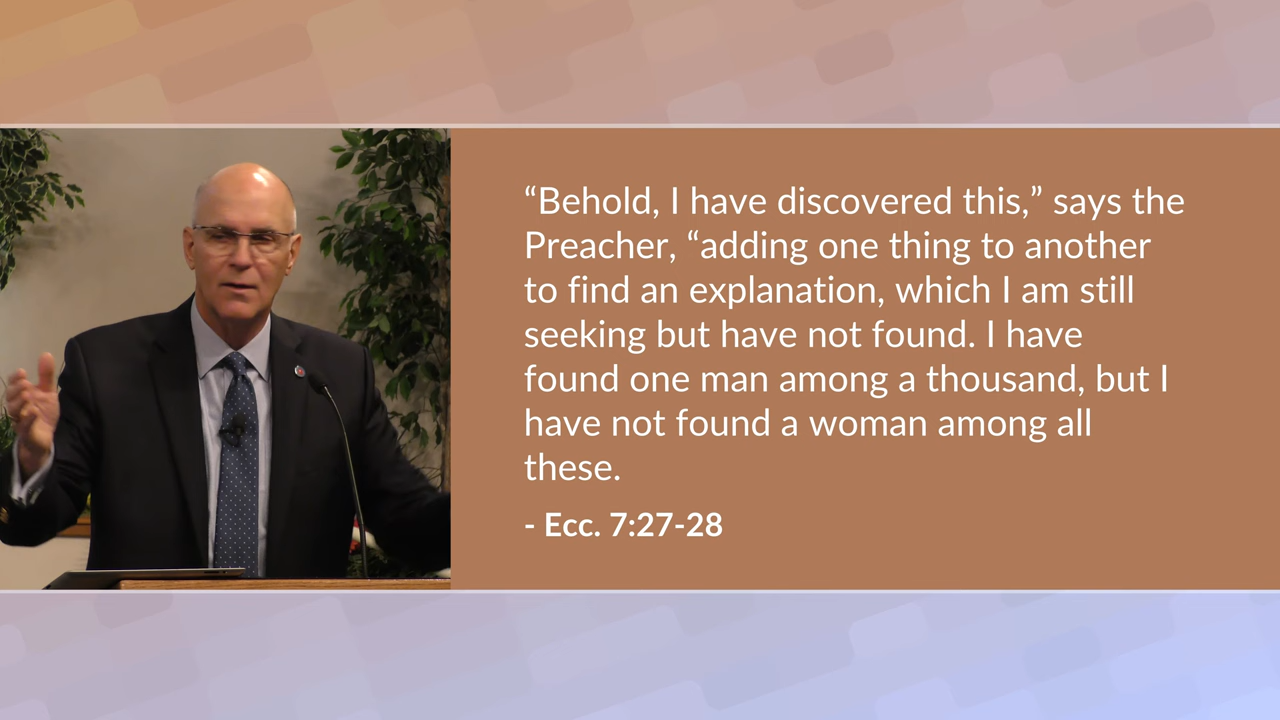 “Behold, I have discovered this,” says the
Preacher, “adding one thing to another
to find an explanation, which I am still
seeking but have not found. I have
found one man among a thousand, but I
have not found a woman among all
these.
- Ecc. 7:27-28